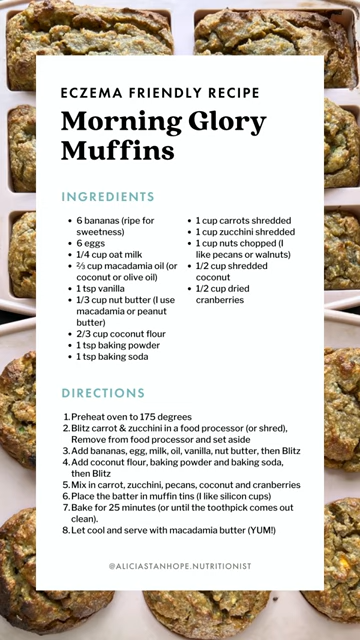 ECZEMA FRIENDLY RECIPE
Morning Glory
Muffins
INGREDIENTS
• 6 bananas (ripe for
sweetness)
• 6 eggs
• 1/4 cup oat milk
• ⅔ cup macadamia oil (or
coconut or olive oil)
• 1 tsp vanilla
• 1/3 cup nut butter (I use
macadamia or peanut
butter)
• 2/3 cup coconut flour
• 1 tsp baking powder
• 1 tsp baking soda
• 1 cup carrots shredded
• 1 cup zucchini shredded
• 1 cup nuts chopped (I
like pecans or walnuts)
• 1/2 cup shredded
coconut
• 1/2 cup dried
cranberries
DIRECTIONS
1. Preheat oven to 175 degrees
2. Blitz carrot & zucchini in a food processor (or shred),
Remove from food processor and set aside
3. Add bananas, egg, milk, oil, vanilla, nut butter, then Blitz
4. Add coconut flour, baking powder and baking soda,
then Blitz
5. Mix in carrot, zucchini, pecans, coconut and cranberries
6. Place the batter in muffin tins (I like silicon cups)
7. Bake for 25 minutes (or until the toothpick comes out
clean).
8. Let cool and serve with macadamia butter (YUM!)
@ALICIASTANHOPE.NUTRITIONIST